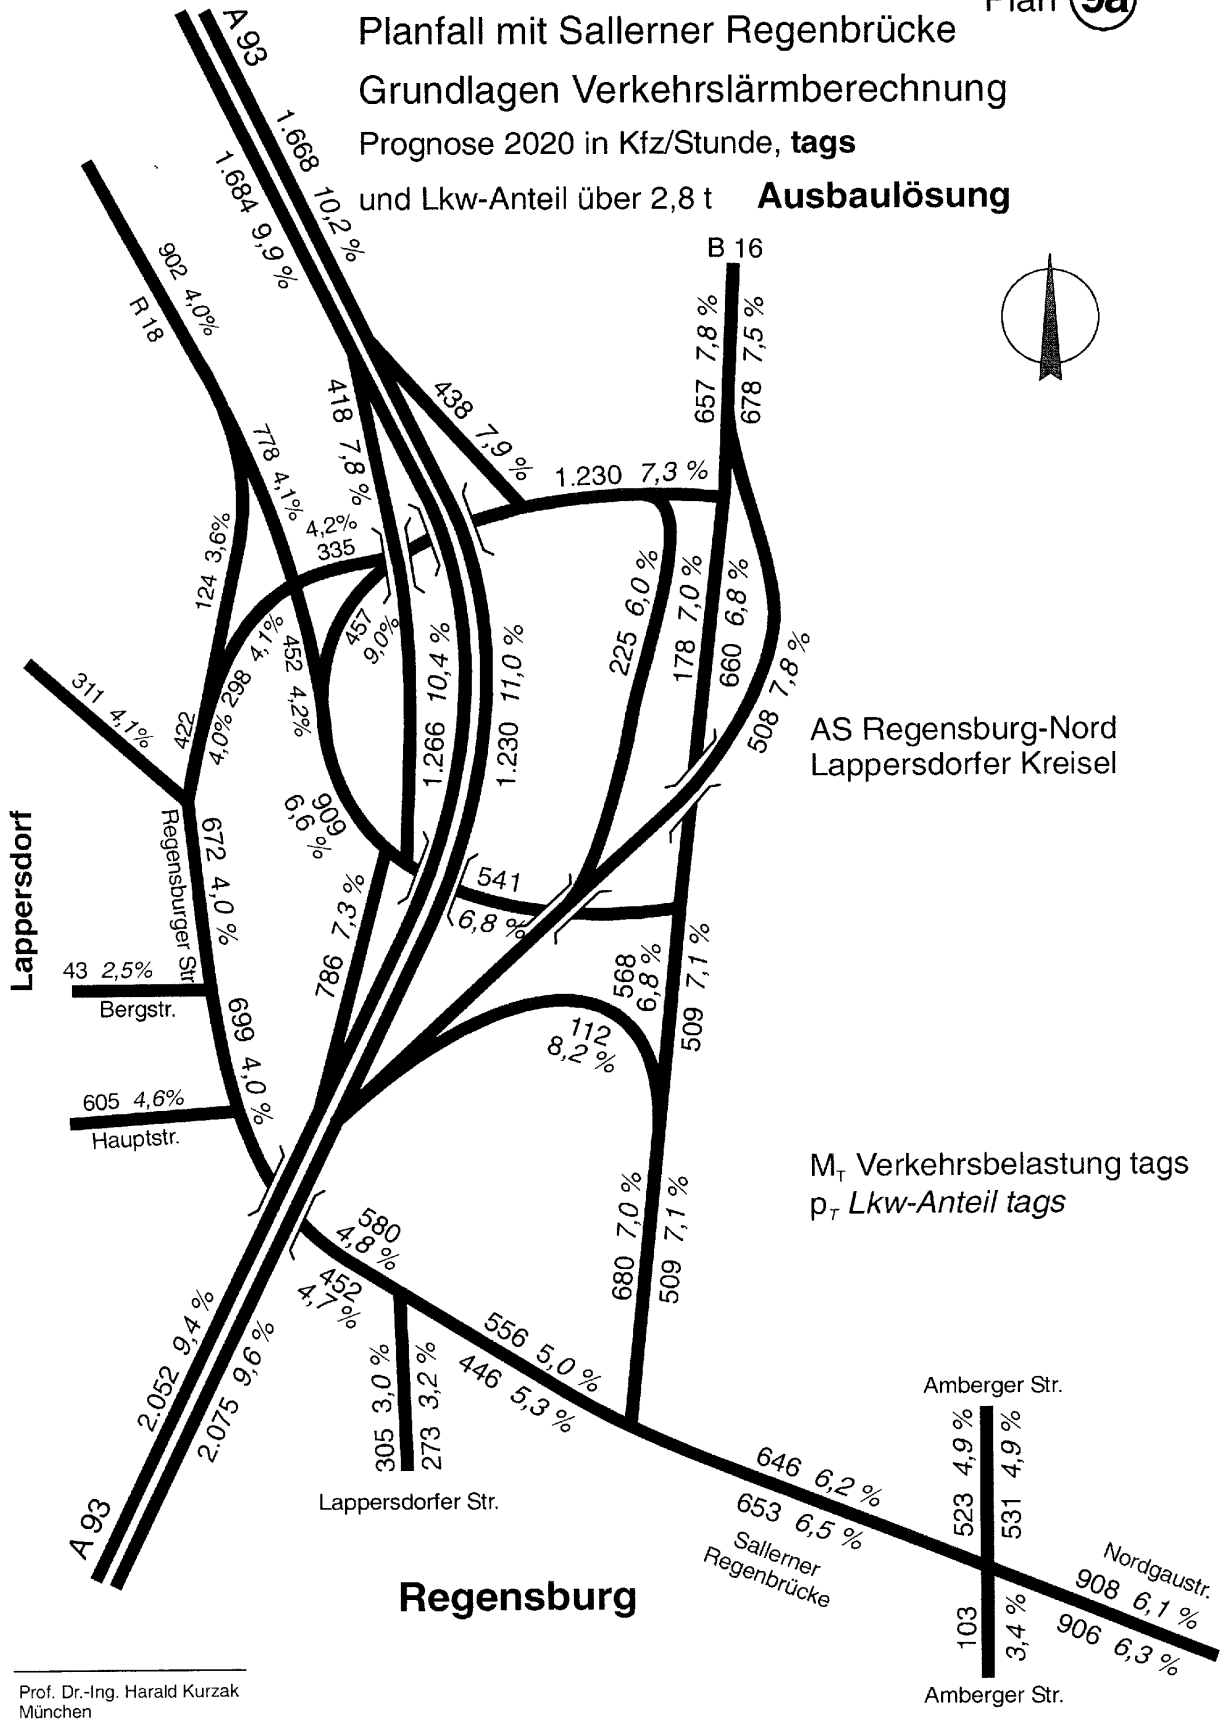 Plan 9a
Planfall mit Sallerner Regenbrücke
Grundlagen Verkehrslärmberechnung
Prognose 2020 in Kfz/Stunde, tags
und Lkw-Anteil über 2,8 t Ausbaulösung
A 93
1.668 10,2 %
1.684 9,9 %
902 4,0%
R 18
B 16
657 7,8 %
678 7,5 %
418 7,8 %
438 7,9 %
778 4,1%
1.230 7,3 %
4,2%
335
124 3,6%
457
9,0%
298 4,1%
452 4,2%
422
4,0%
311 4,1%
225 6,0 %
178 7,0 %
660 6,8 %
508 7,8 %
1.266 10,4 %
1.230 11,0 %
AS Regensburg-Nord
Lappersdorfer Kreisel
909
6,6 %
Lappersdorf
Regensburger Str.
672 4,0 %
541
6,8 %
786 7,3 %
568
6,8 %
509 7,1 %
43 2,5%
Bergstr.
699 4,0 %
112
8,2 %
605 4,6%
Hauptstr.
MT Verkehrsbelastung tags
pT Lkw-Anteil tags
680 7,0 %
509 7,1 %
580
4,8 %
452
4,7 %
2.052 9,4 %
2.075 9,6 %
556 5,0 %
446 5,3 %
305 3,0 %
273 3,2 %
Lappersdorfer Str.
A 93
Amberger Str.
523 4,9 %
531 4,9 %
646 6,2 %
653 6,5 %
Sallerner
Regenbrücke
Nordgaustr.
908 6,1 %
906 6,3 %
103
3,4 %
Amberger Str.
Regensburg
Prof. Dr.-Ing. Harald Kurzak
München